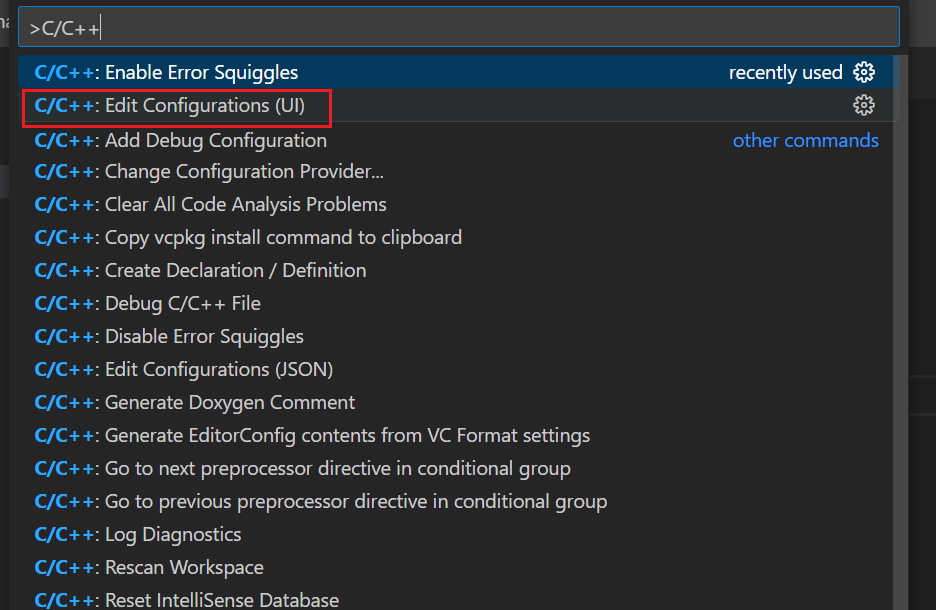 >C/C++
C/C++: Enable Error Squiggles recently used
C/C++: Edit Configurations (UI)
C/C++: Add Debug Configuration other commands
C/C++: Change Configuration Provider...
C/C++: Clear All Code Analysis Problems
C/C++: Copy vcpkg install command to clipboard
C/C++: Create Declaration / Definition
C/C++: Debug C/C++ File
C/C++: Disable Error Squiggles
C/C++: Edit Configurations (JSON)
C/C++: Generate Doxygen Comment
C/C++: Generate EditorConfig contents from VC Format settings
C/C++: Go to next preprocessor directive in conditional group
C/C++: Go to previous preprocessor directive in conditional group
C/C++: Log Diagnostics
C/C++: Rescan Workspace
C/C++: Reset IntelliSense Database